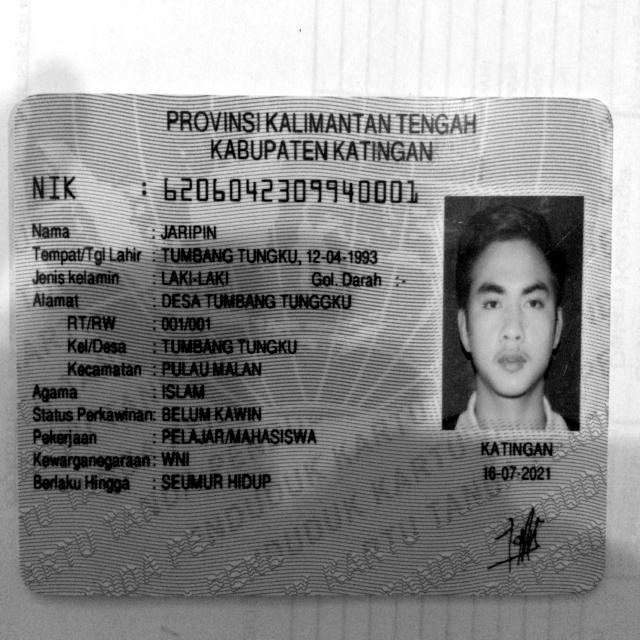 PROVINSI KALIMANTAN TENGAH
KABUPATEN KATINGAN
NIK : 6206042309940001
Nama : JARIPIN
Tempat/Tgl Lahir : TUMBANG TUNGKU, 12-04-1993
Jenis kelamin : LAKI-LAKI Gol. Darah :-
Alamat : DESA TUMBANG TUNGGKU
RT/RW : 001/001
Kel/Desa : TUMBANG TUNGKU
Kecamatan : PULAU MALAN
Agama : ISLAM
Status Perkawinan: BELUM KAWIN
Pekerjaan : PELAJAR/MAHASISWA
Kewarganegaraan: WNI
Berlaku Hingga : SEUMUR HIDUP
KATINGAN
16-07-2021